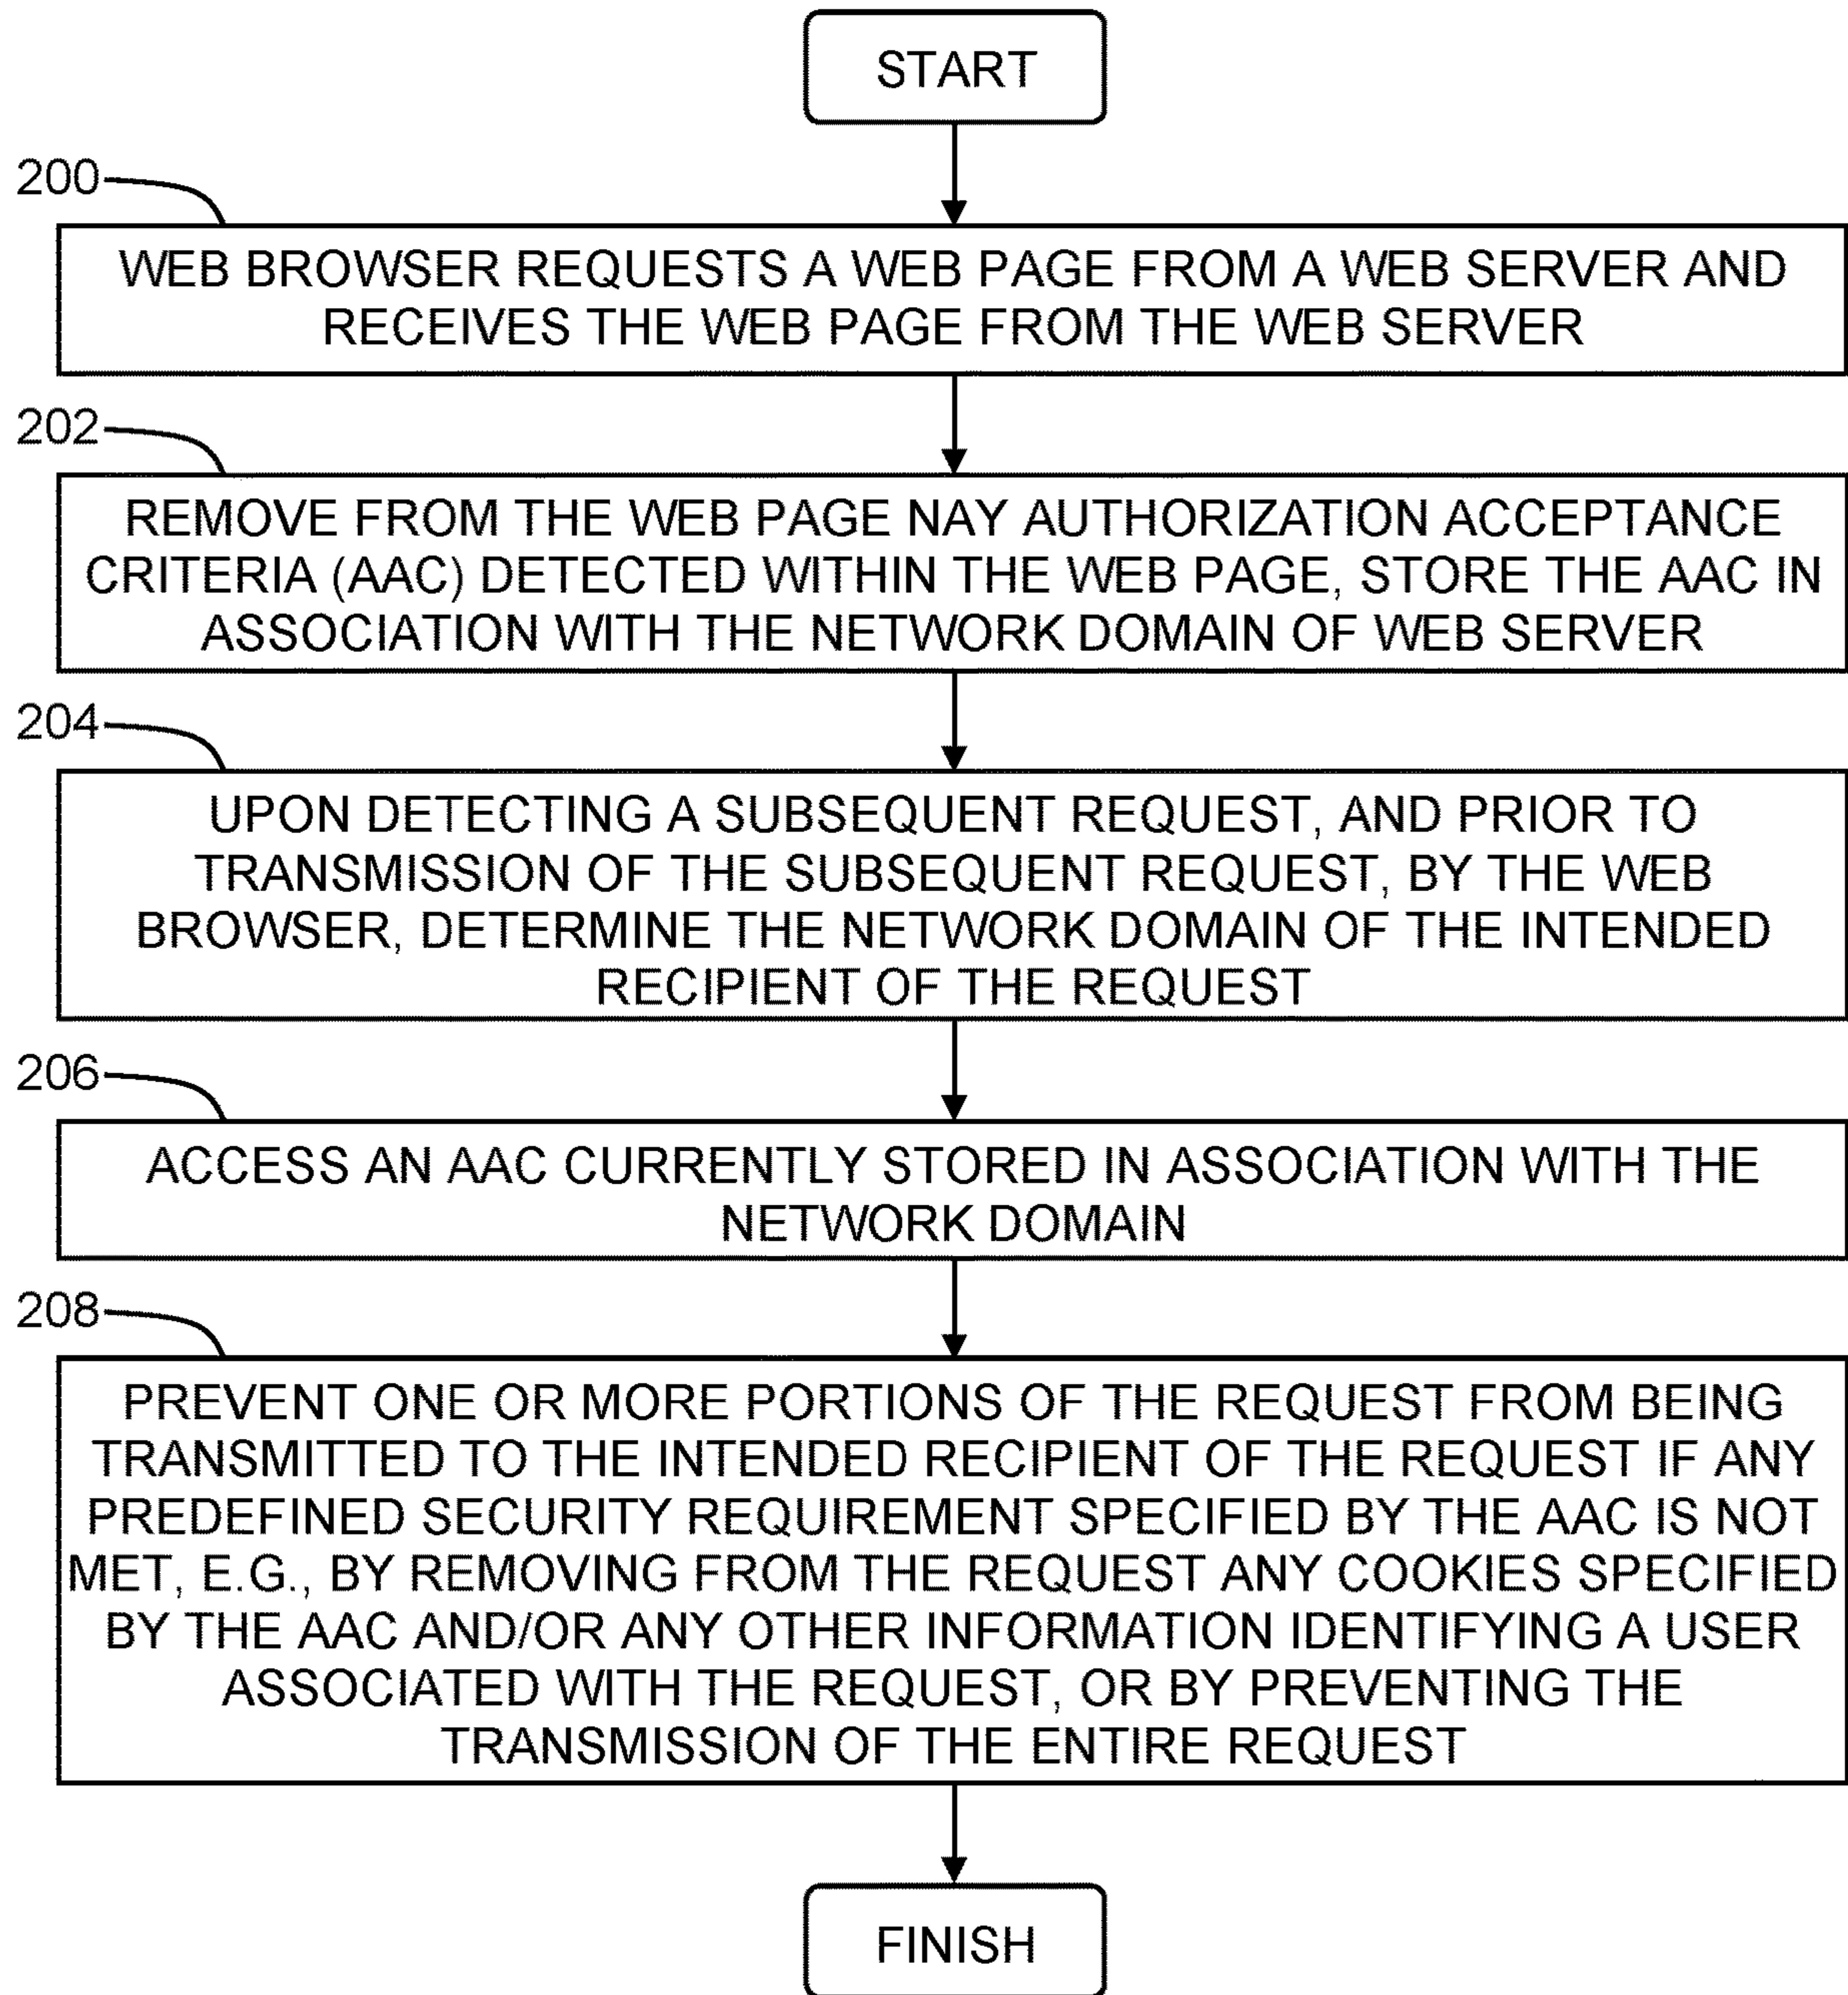 START
200
WEB BROWSER REQUESTS A WEB PAGE FROM A WEB SERVER AND
RECEIVES THE WEB PAGE FROM THE WEB SERVER
202
REMOVE FROM THE WEB PAGE NAY AUTHORIZATION ACCEPTANCE
CRITERIA (AAC) DETECTED WITHIN THE WEB PAGE, STORE THE AAC IN
ASSOCIATION WITH THE NETWORK DOMAIN OF WEB SERVER
204
UPON DETECTING A SUBSEQUENT REQUEST, AND PRIOR TO
TRANSMISSION OF THE SUBSEQUENT REQUEST, BY THE WEB
BROWSER, DETERMINE THE NETWORK DOMAIN OF THE INTENDED
RECIPIENT OF THE REQUEST
206
ACCESS AN AAC CURRENTLY STORED IN ASSOCIATION WITH THE
NETWORK DOMAIN
208
PREVENT ONE OR MORE PORTIONS OF THE REQUEST FROM BEING
TRANSMITTED TO THE INTENDED RECIPIENT OF THE REQUEST IF ANY
PREDEFINED SECURITY REQUIREMENT SPECIFIED BY THE AAC IS NOT
MET, E.G., BY REMOVING FROM THE REQUEST ANY COOKIES SPECIFIED
BY THE AAC AND/OR ANY OTHER INFORMATION IDENTIFYING A USER
ASSOCIATED WITH THE REQUEST, OR BY PREVENTING THE
TRANSMISSION OF THE ENTIRE REQUEST
FINISH